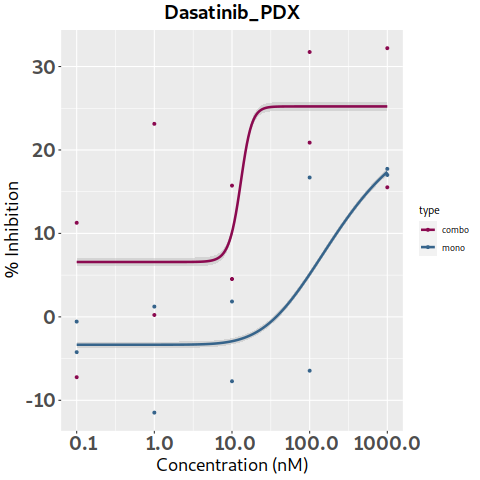 Dasatinib_PDX
% Inhibition
30
20
10
0
-10
0.1 1.0 10.0 100.0 1000.0
Concentration (nM)
type
combo
mono